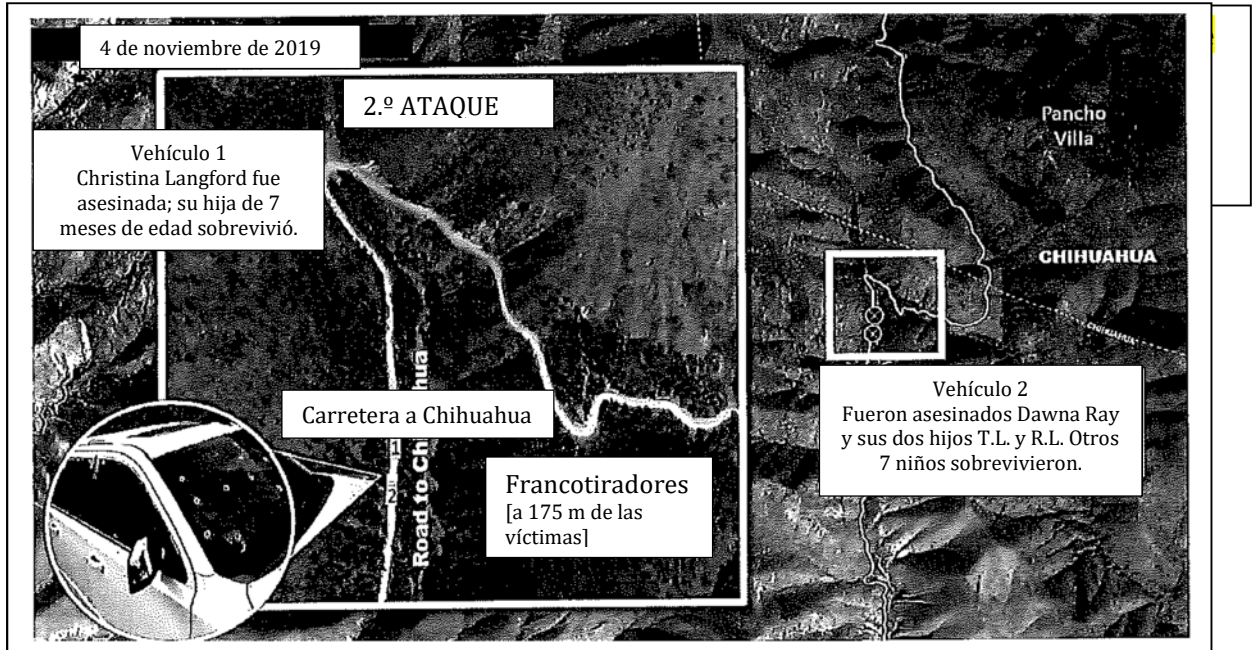 4 de noviembre de 2019
2.º ATAQUE
Vehículo 1
Christina Langford fue
asesinada; su hija de 7
meses de edad sobrevivió.
Pancho
Villa
CHIHUAHUA
CHIHUAHUA
Vehículo 2
Fueron asesinados Dawna Ray
y sus dos hijos T.L. y R.L. Otros
7 niños sobrevivieron.
Carretera a Chihuahua
1
2
Road to Ch hua
Francotiradores
[a 175 m de las
víctimas]